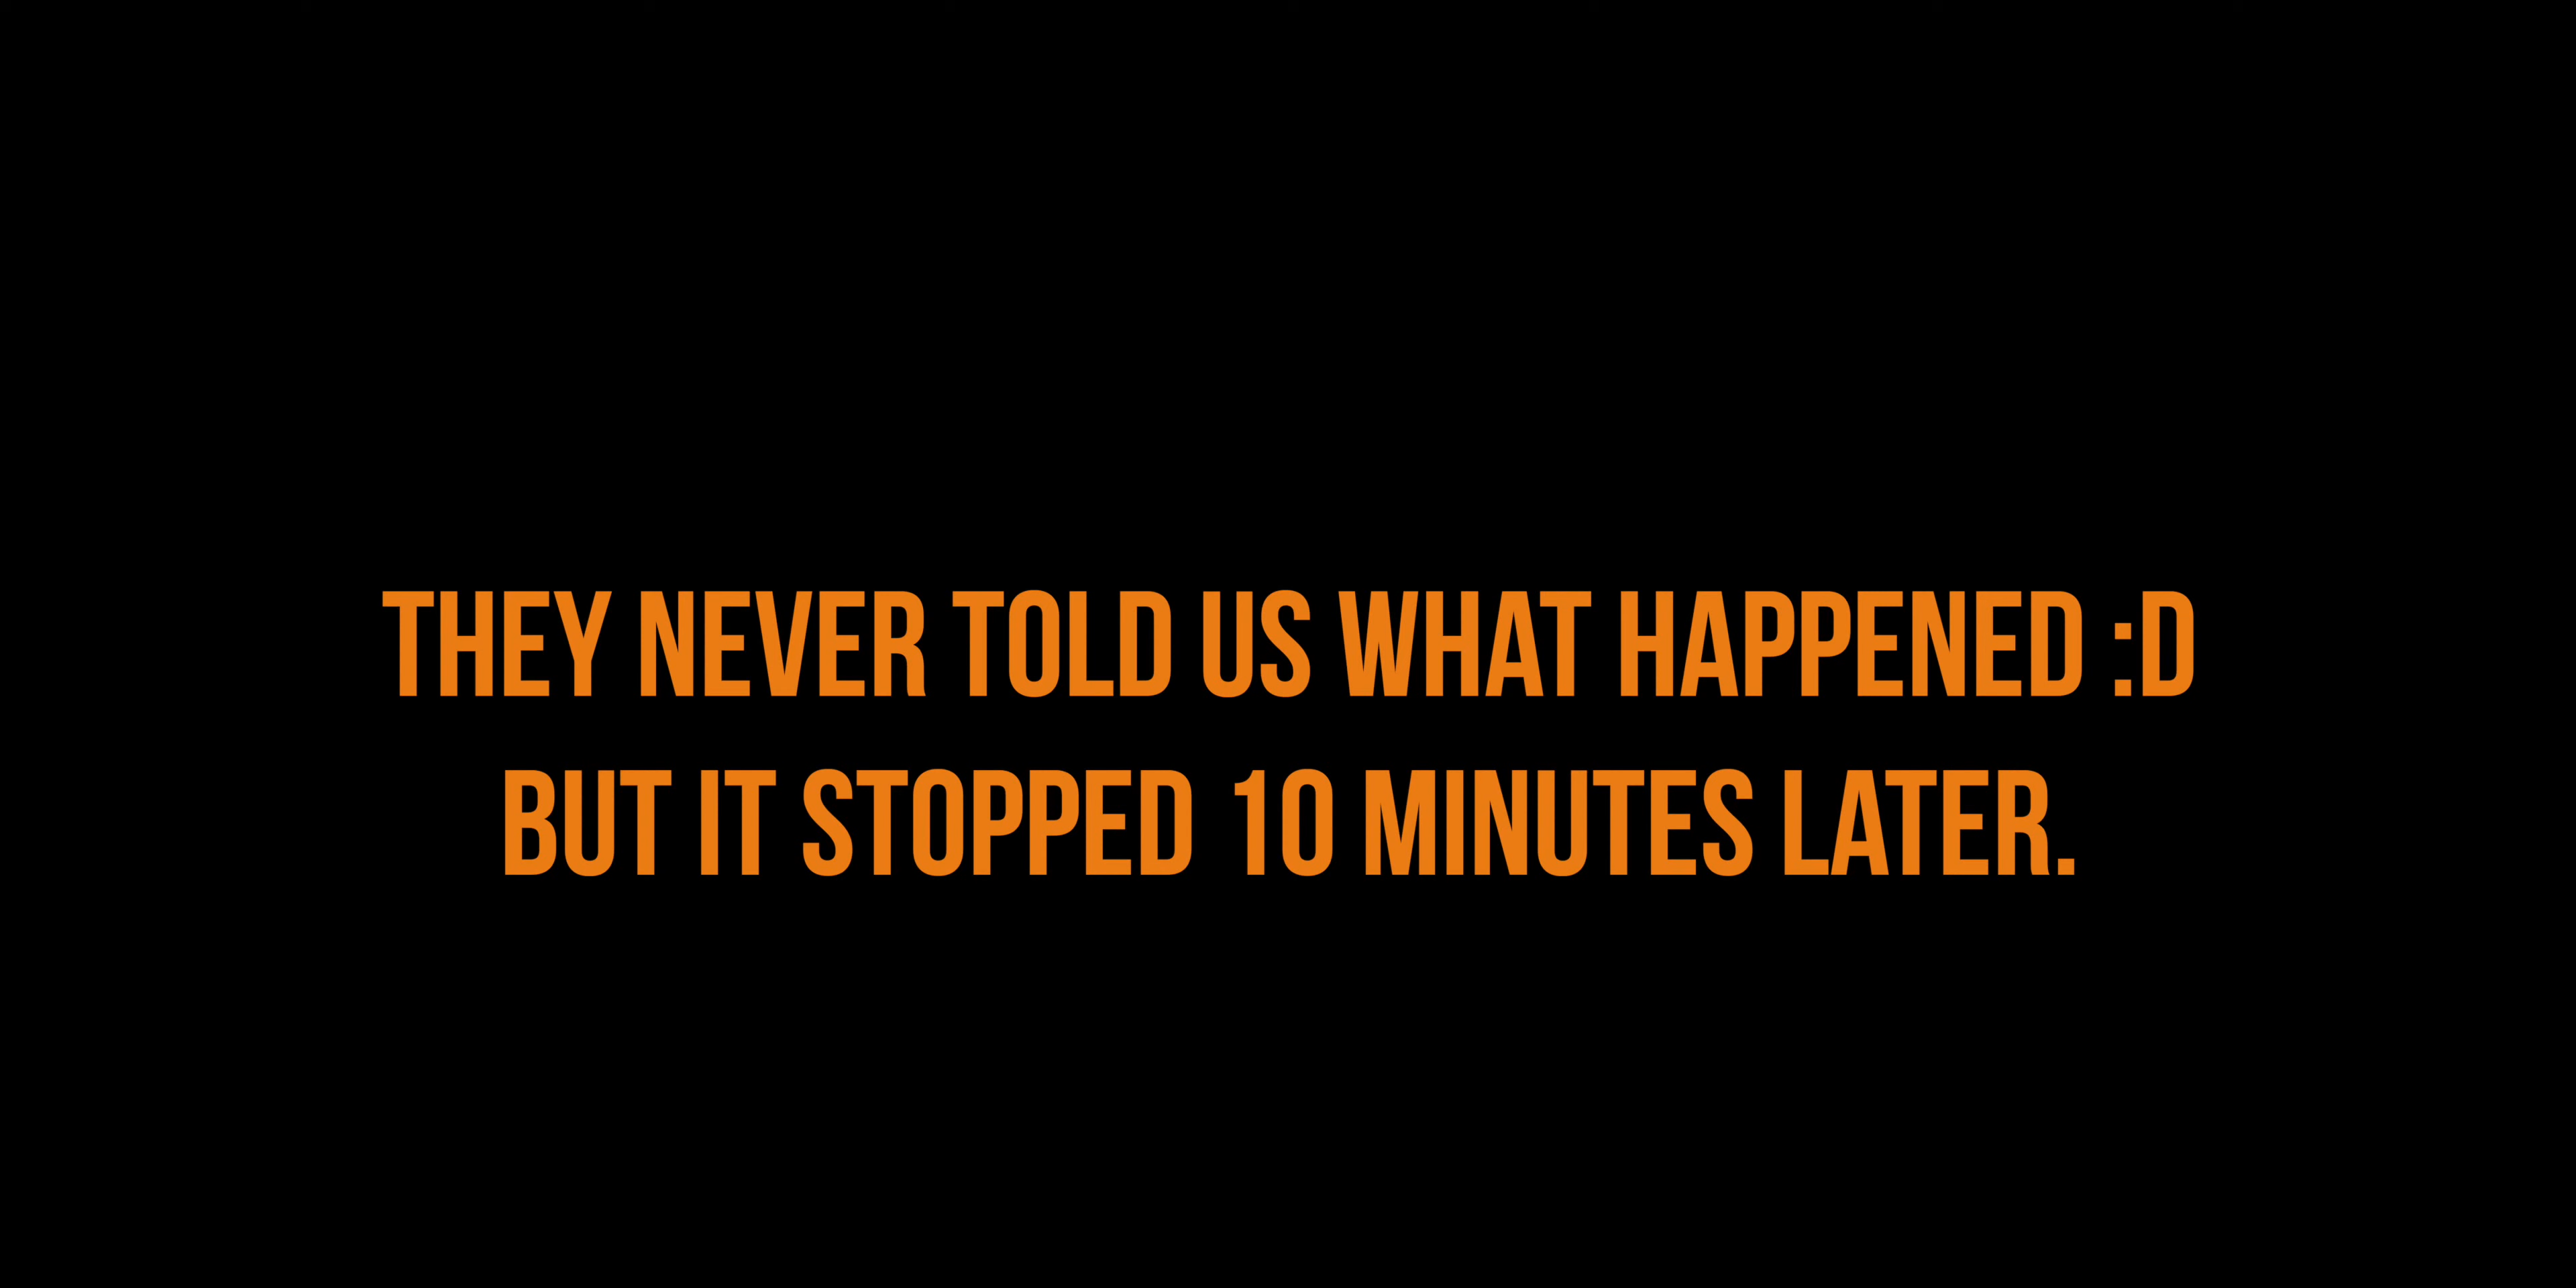 THEY NEVER TOLD US WHAT HAPPENED :D
BUT IT STOPPED 10 MINUTES LATER.